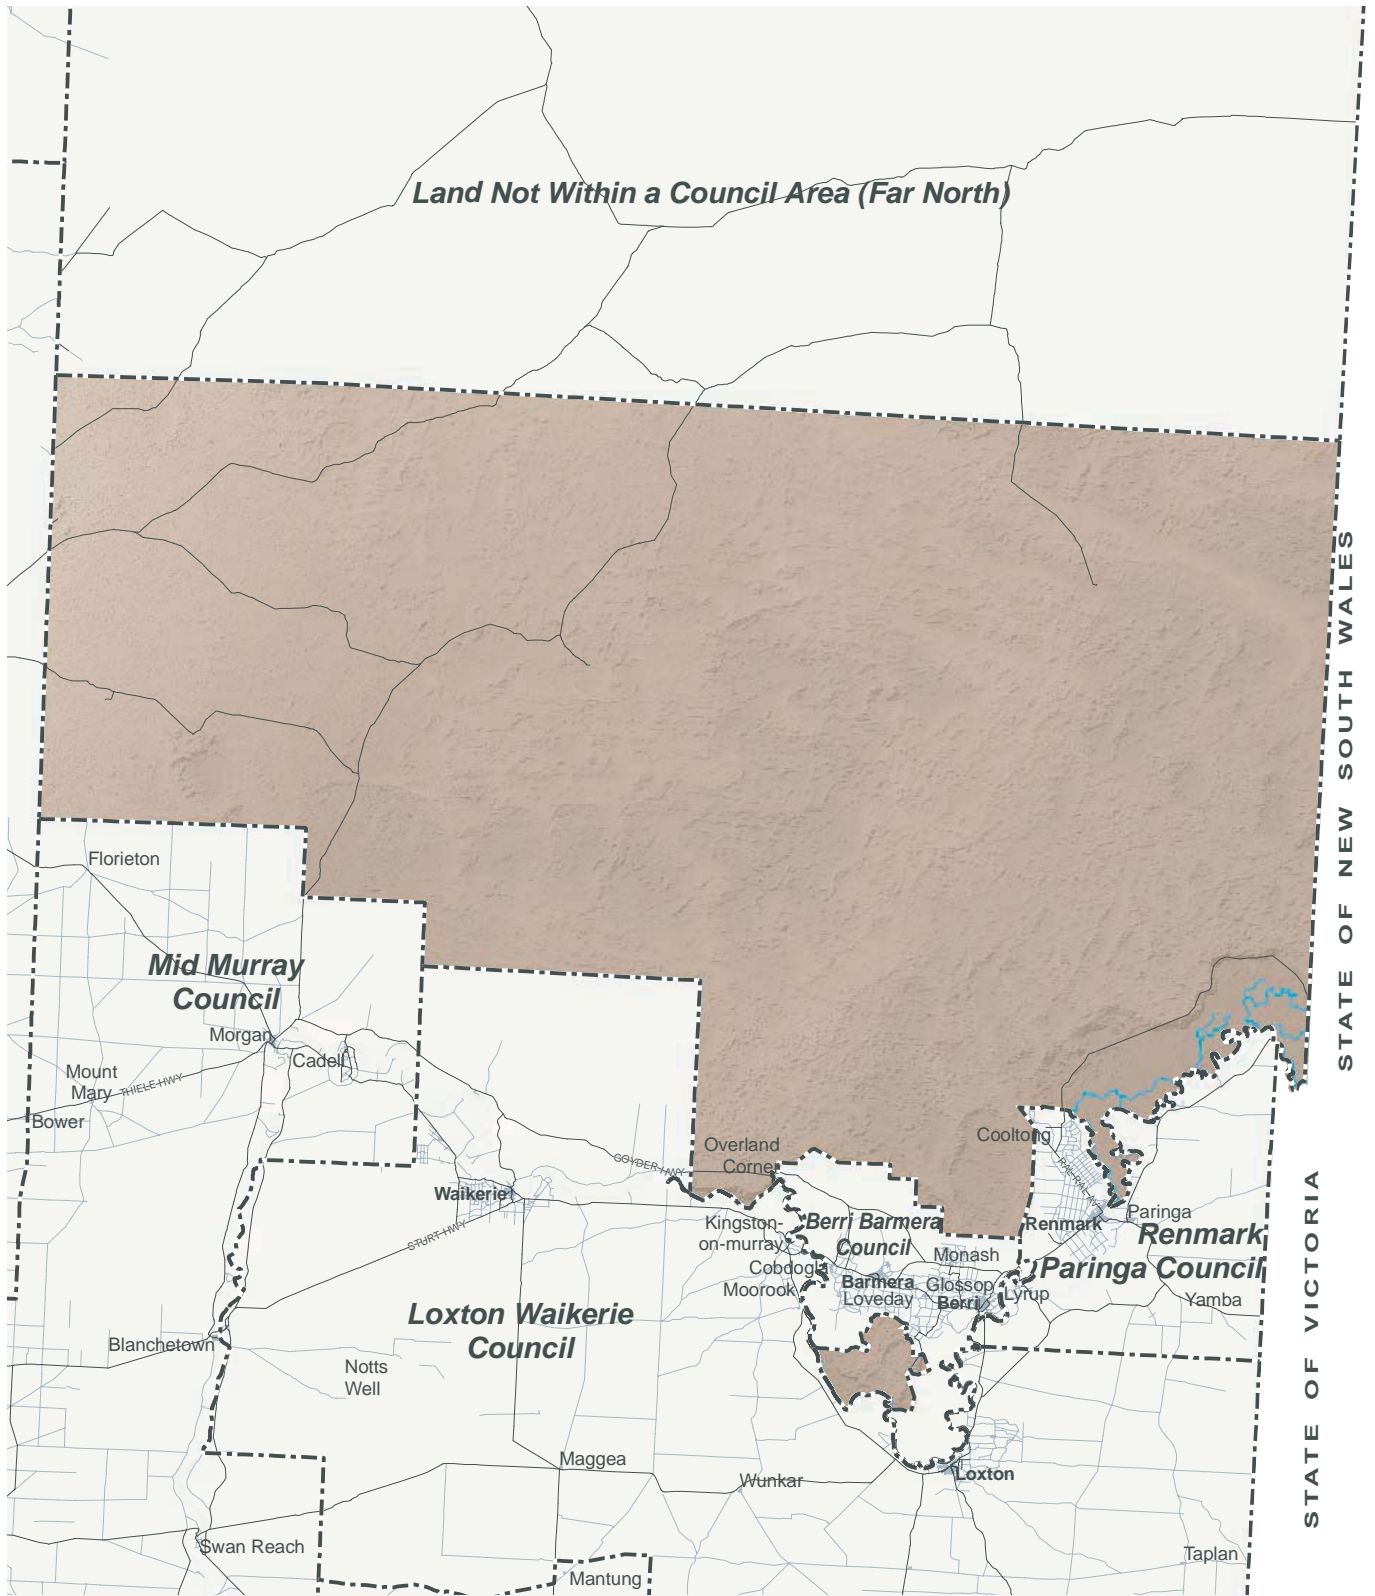 Land Not Within a Council Area (Far North)
STATE OF NEW SOUTH WALES
Florieton
Mid Murray
Council
Morgan
Cadell
Mount
Mary
THIELE HWY
Bower
Overland
Corner
GOYDER HWY
Cooltong
RAL RAL AV
Waikerie
STURT HWY
Kingston-
on-murray
Berri Barmera
Council
Renmark
Paringa
Renmark
Paringa Council
Monash
Cobdogla
Moorook
Barmera
Loveday
Glossop
Berri
Lyrup
Yamba
STATE OF VICTORIA
Loxton Waikerie
Council
Blanchetown
Notts
Well
Maggea
Wunkar
Loxton
Swan Reach
Mantung
Taplan